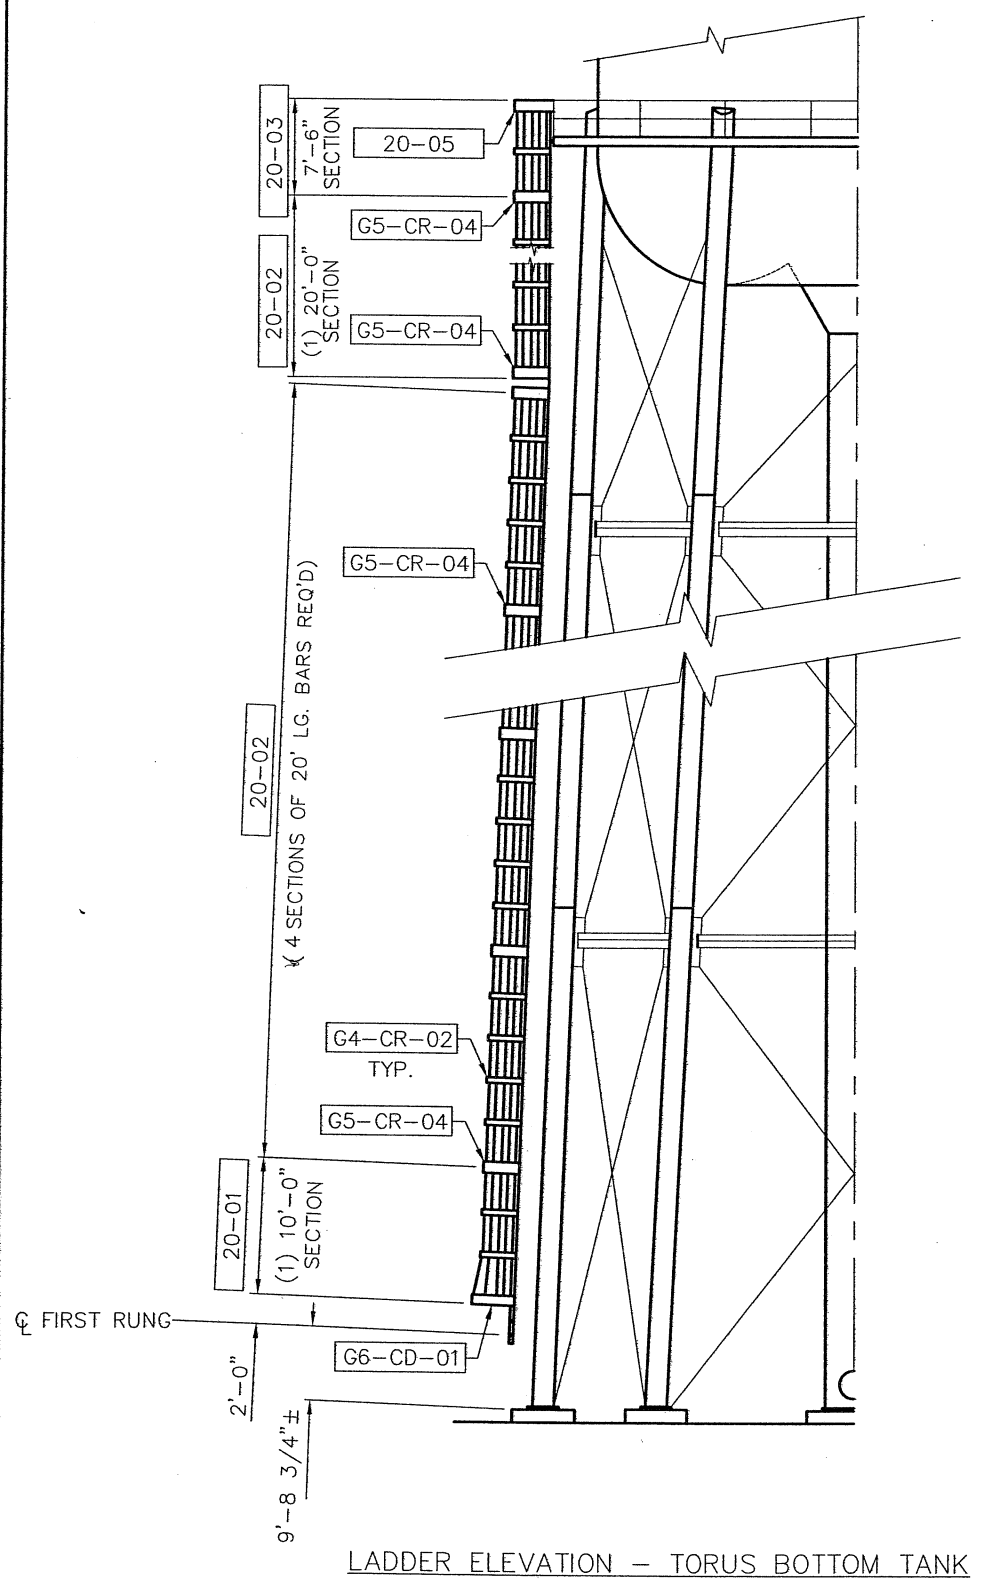 20-03
7'-6"
SECTION
20-05
G5-CR-04
20-02
(1) 20'-0"
SECTION
G5-CR-04
G5-CR-04
20-02
( 4 SECTIONS OF 20' LG. BARS REQ'D)
G4-CR-02
TYP.
G5-CR-04
20-01
(1) 10'-0"
SECTION
℄ FIRST RUNG
G6-CD-01
2'-0"
9'-8 3/4"±
LADDER ELEVATION - TORUS BOTTOM TANK